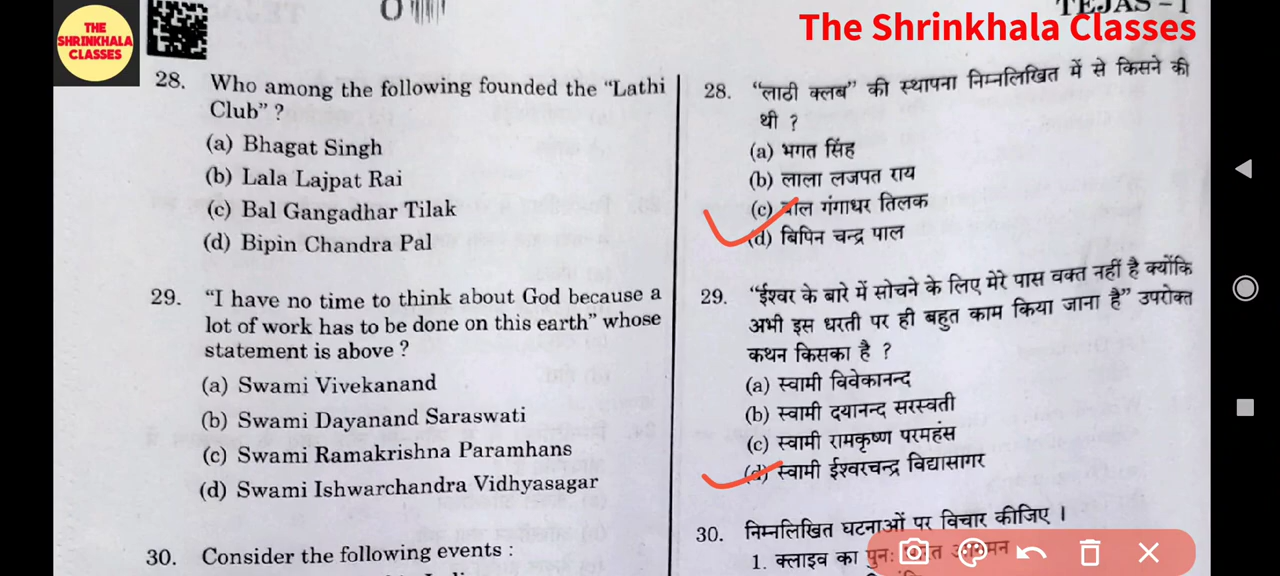 THE
SHRINKHALA
CLASSES
TEJAS - I
The Shrinkhala Classes
28. Who among the following founded the “Lathi
Club” ?
(a) Bhagat Singh
(b) Lala Lajpat Rai
(c) Bal Gangadhar Tilak
(d) Bipin Chandra Pal
29. “I have no time to think about God because a
lot of work has to be done on this earth” whose
statement is above ?
(a) Swami Vivekanand
(b) Swami Dayanand Saraswati
(c) Swami Ramakrishna Paramhans
(d) Swami Ishwarchandra Vidhyasagar
30. Consider the following events :
28. “लाठी क्लब” की स्थापना निम्नलिखित में से किसने की
थी ?
(a) भगत सिंह
(b) लाला लजपत राय
(c) बाल गंगाधर तिलक
(d) बिपिन चन्द्र पाल
29. “ईश्वर के बारे में सोचने के लिए मेरे पास वक्त नहीं है क्योंकि
अभी इस धरती पर ही बहुत काम किया जाना है” उपरोक्त
कथन किसका है ?
(a) स्वामी विवेकानन्द
(b) स्वामी दयानन्द सरस्वती
(c) स्वामी रामकृष्ण परमहंस
(d) स्वामी ईश्वरचन्द्र विद्यासागर
30. निम्नलिखित घटनाओं पर विचार कीजिए ।
1. क्लाइव का पुनः भारत आगमन